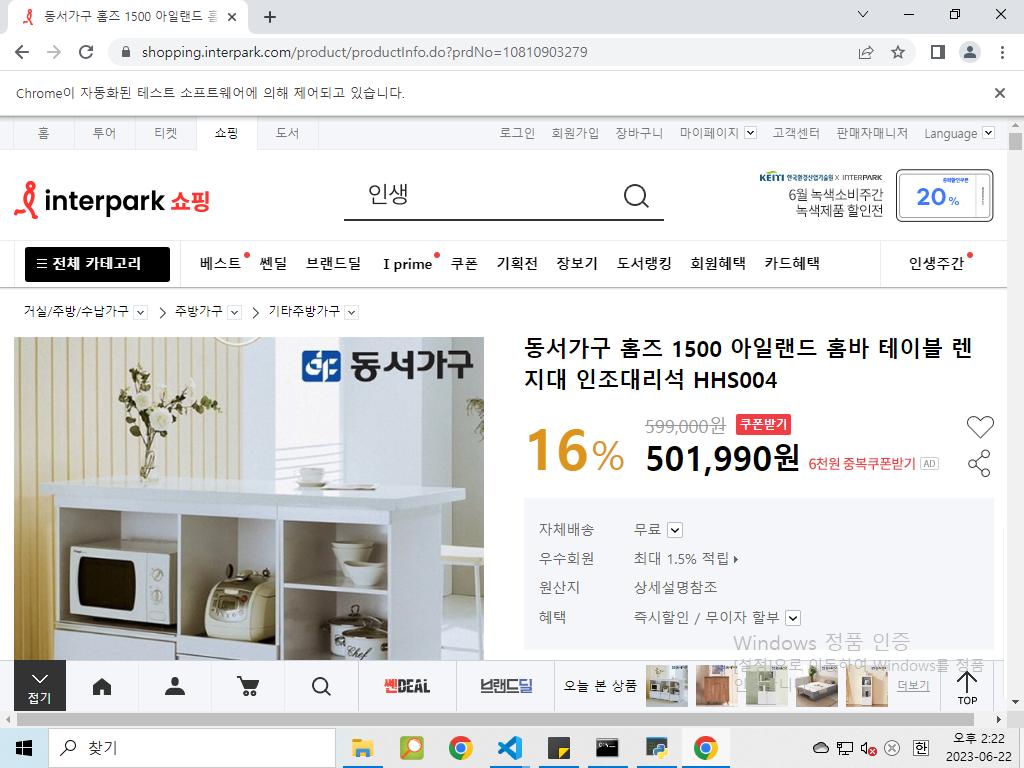 동서가구 홈즈 1500 아일랜드 홈
shopping.interpark.com/product/productInfo.do?prdNo=10810903279
Chrome이 자동화된 테스트 소프트웨어에 의해 제어되고 있습니다.
홈 투어 티켓 쇼핑 도서 로그인 회원가입 장바구니 마이페이지 고객센터 판매자매니저 Language
interpark 쇼핑
인생
KEITI 한국환경산업기술원 X INTERPARK
6월 녹색소비주간
녹색제품 할인전
중복할인쿠폰
20%
전체 카테고리 베스트 쎈딜 브랜드딜 I prime 쿠폰 기획전 장보기 도서랭킹 회원혜택 카드혜택 인생주간
거실/주방/수납가구 주방가구 기타주방가구
동서가구
동서가구 홈즈 1500 아일랜드 홈바 테이블 렌
지대 인조대리석 HHS004
16%
599,000원 쿠폰받기
501,990원 6천원 중복쿠폰받기 AD
자체배송 무료
우수회원 최대 1.5% 적립
원산지 상세설명참조
혜택 즉시할인 / 무이자 할부
Chef
Windows 정품 인증
[설정]으로 이동하여 Windows를 정품
접기
쎈DEAL
브랜드딜
오늘 본 상품
더보기
TOP
찾기
한
오후 2:22
2023-06-22